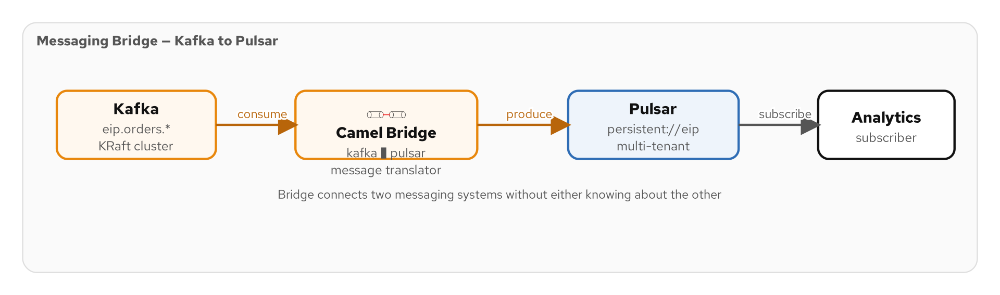 Messaging Bridge – Kafka to Pulsar
Kafka
eip.orders.*
KRaft cluster
consume
Camel Bridge
kafka ▮ pulsar
message translator
produce
Pulsar
persistent://eip
multi-tenant
subscribe
Analytics
subscriber
Bridge connects two messaging systems without either knowing about the other